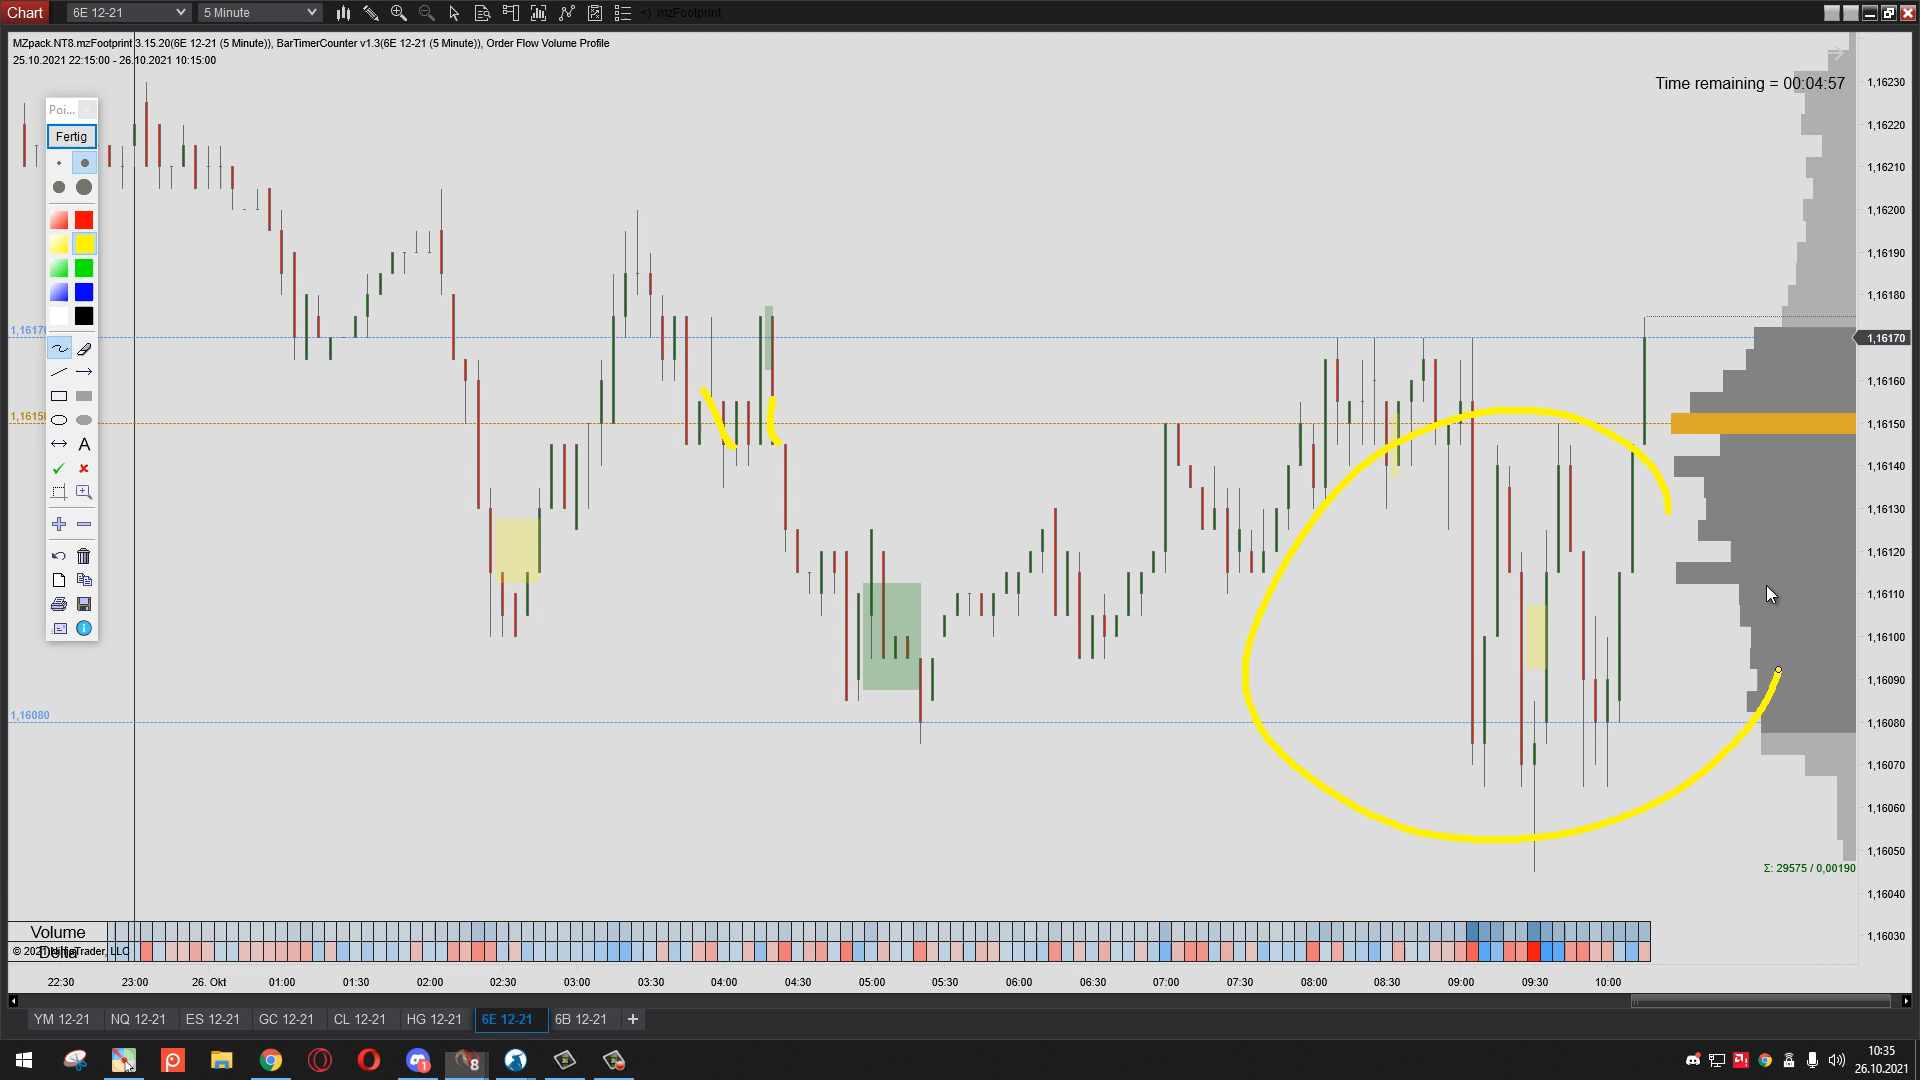 Chart
6E 12-21
5 Minute
mzFootprint
MZpack.NT8.mzFootprint 3.15.20(6E 12-21 (5 Minute)), BarTimerCounter v1.3(6E 12-21 (5 Minute)), Order Flow Volume Profile
25.10.2021 22:15:00 - 26.10.2021 10:15:00
Time remaining = 00:04:57
Poi...
Fertig
A
1,16170
1,16150
1,16080
1,16230
1,16220
1,16210
1,16200
1,16190
1,16180
1,16170
1,16160
1,16150
1,16140
1,16130
1,16120
1,16110
1,16100
1,16090
1,16080
1,16070
1,16060
1,16050
1,16040
1,16030
Σ: 29575 / 0,00190
Volume
Delta
22:30 23:00 26. Okt 01:00 01:30 02:00 02:30 03:00 03:30 04:00 04:30 05:00 05:30 06:00 06:30 07:00 07:30 08:00 08:30 09:00 09:30 10:00
YM 12-21 NQ 12-21 ES 12-21 GC 12-21 CL 12-21 HG 12-21 6E 12-21 6B 12-21 +
10:35
26.10.2021